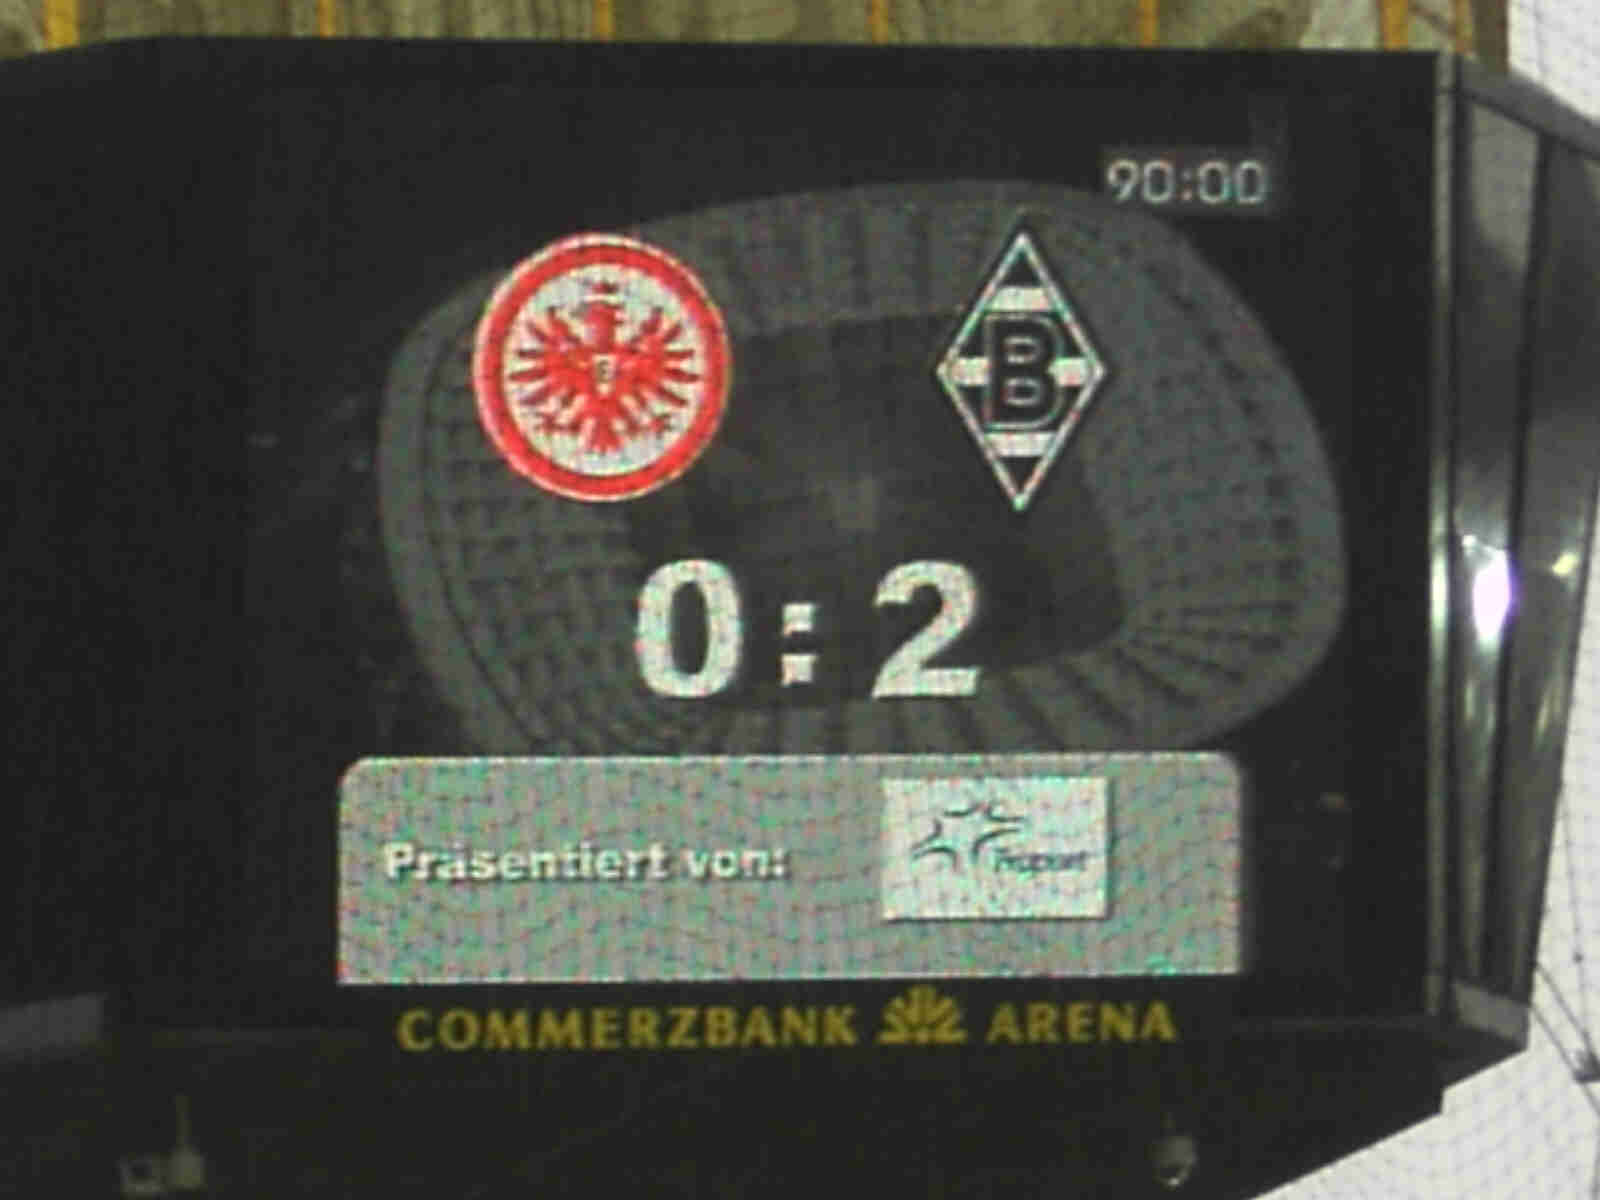 90:00
E
B
0:2
Präsentiert von:
COMMERZBANK ARENA